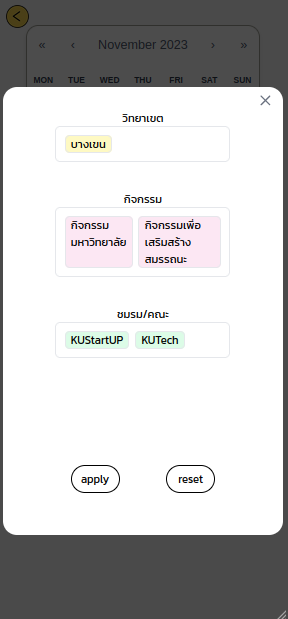 « ‹ November 2023 › »
MON TUE WED THU FRI SAT SUN
วิทยาเขต
บางเขน
กิจกรรม
กิจกรรม
มหาวิทยาลัย
กิจกรรมเพื่อ
เสริมสร้าง
สมรรถนะ
ชมรม/คณะ
KUStartUP KUTech
apply reset